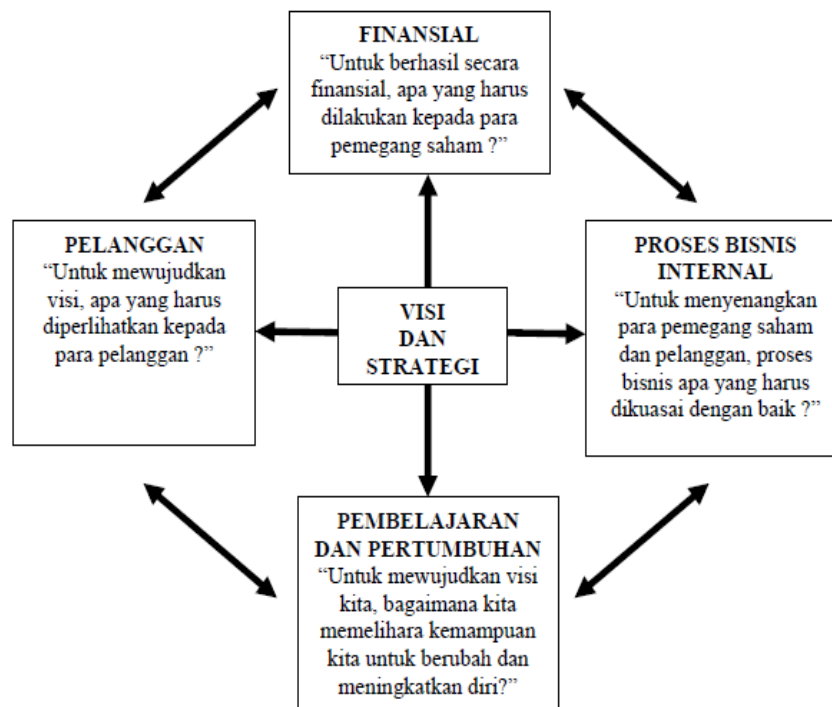 FINANSIAL
“Untuk berhasil secara
finansial, apa yang harus
dilakukan kepada para
pemegang saham ?”
PELANGGAN
“Untuk mewujudkan
visi, apa yang harus
diperlihatkan kepada
para pelanggan ?”
VISI
DAN
STRATEGI
PROSES BISNIS
INTERNAL
“Untuk menyenangkan
para pemegang saham
dan pelanggan, proses
bisnis apa yang harus
dikuasai dengan baik ?”
PEMBELAJARAN
DAN PERTUMBUHAN
“Untuk mewujudkan visi
kita, bagaimana kita
memelihara kemampuan
kita untuk berubah dan
meningkatkan diri?”